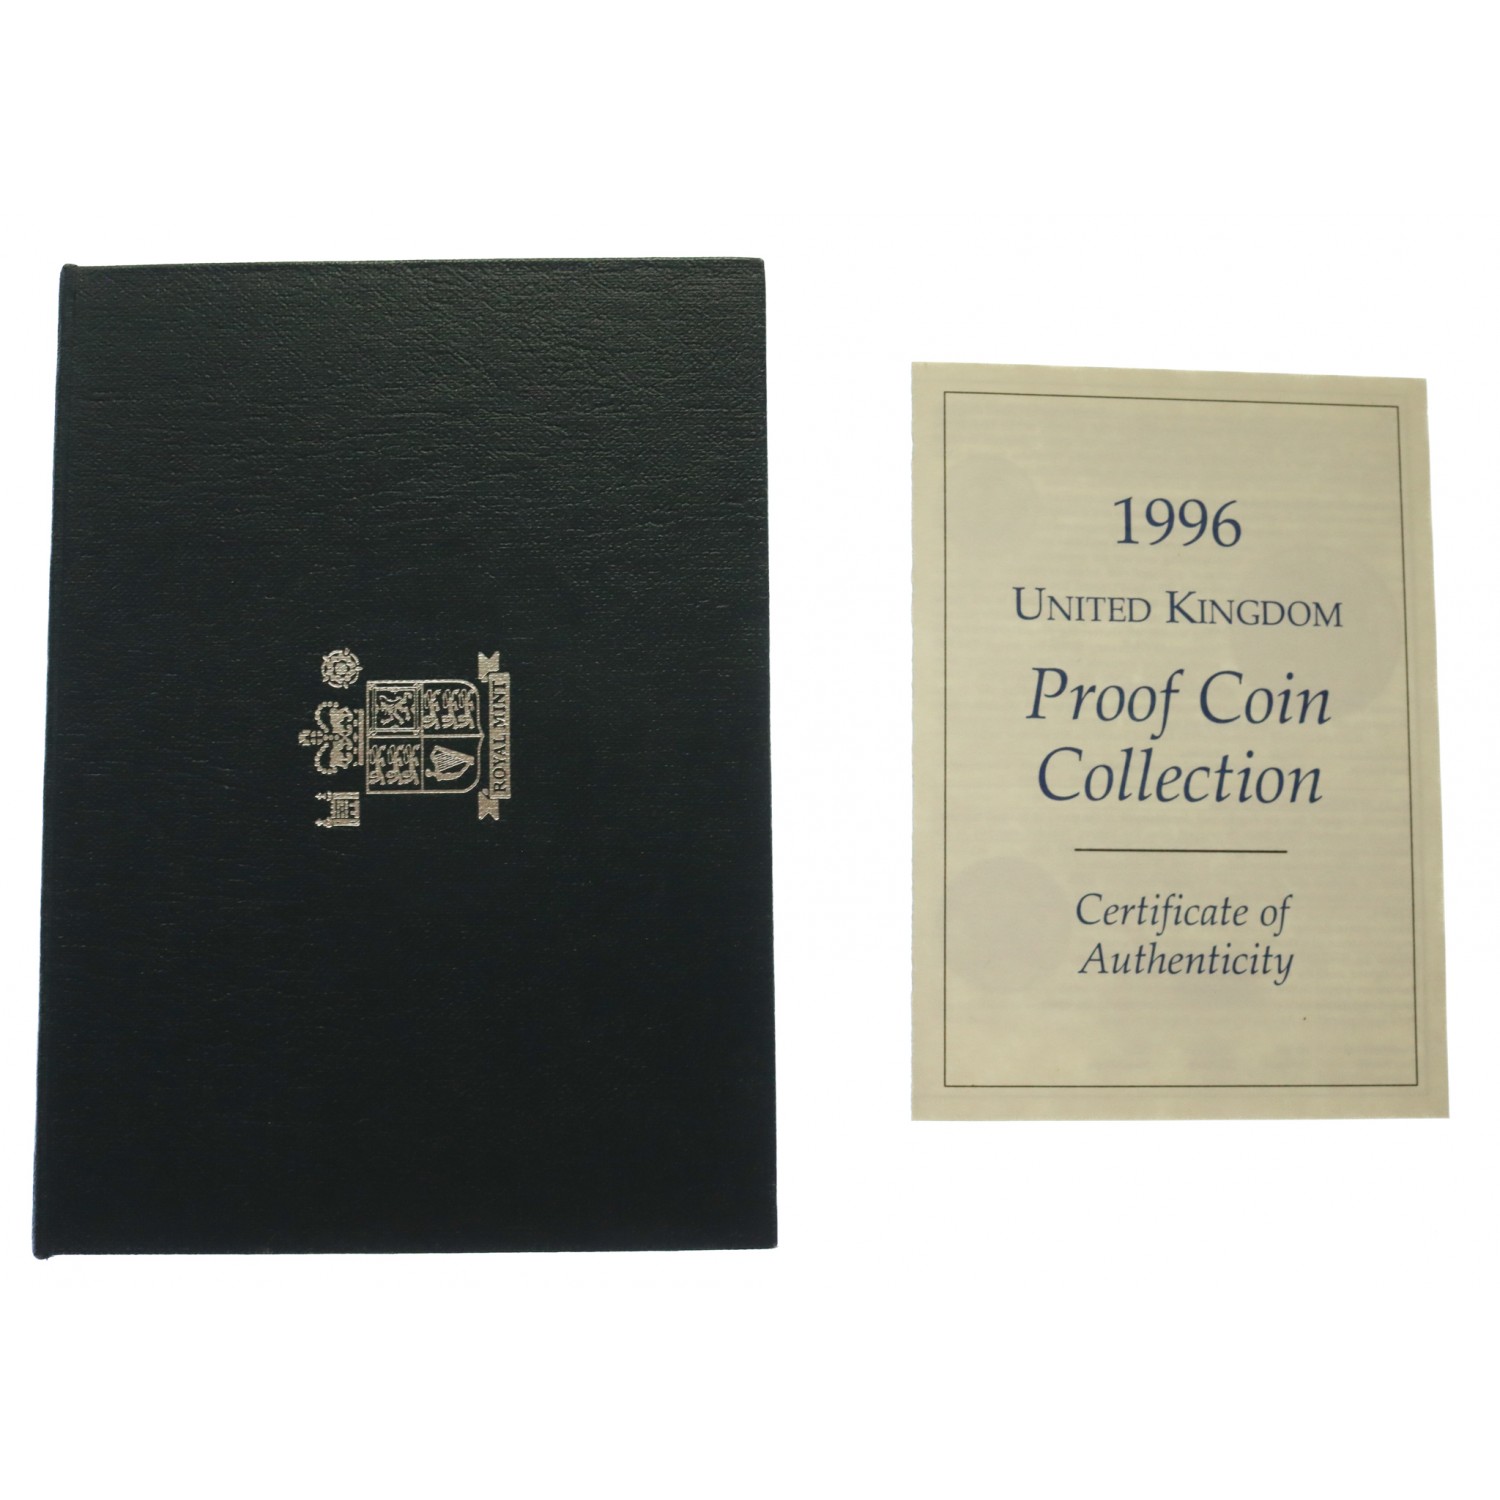 ROYAL MINT
1996
UNITED KINGDOM
Proof Coin
Collection
Certificate of
Authenticity